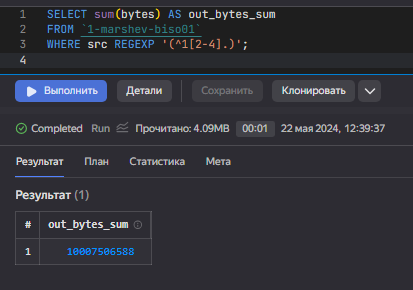 1 SELECT sum(bytes) AS out_bytes_sum
2 FROM `1-marshev-biso01`
3 WHERE src REGEXP '(^1[2-4].)';
4
Выполнить Детали Сохранить Клонировать
Completed Run Прочитано: 4.09MB 00:01 22 мая 2024, 12:39:37
Результат План Статистика Мета
Результат (1)
# out_bytes_sum
1 10007506588